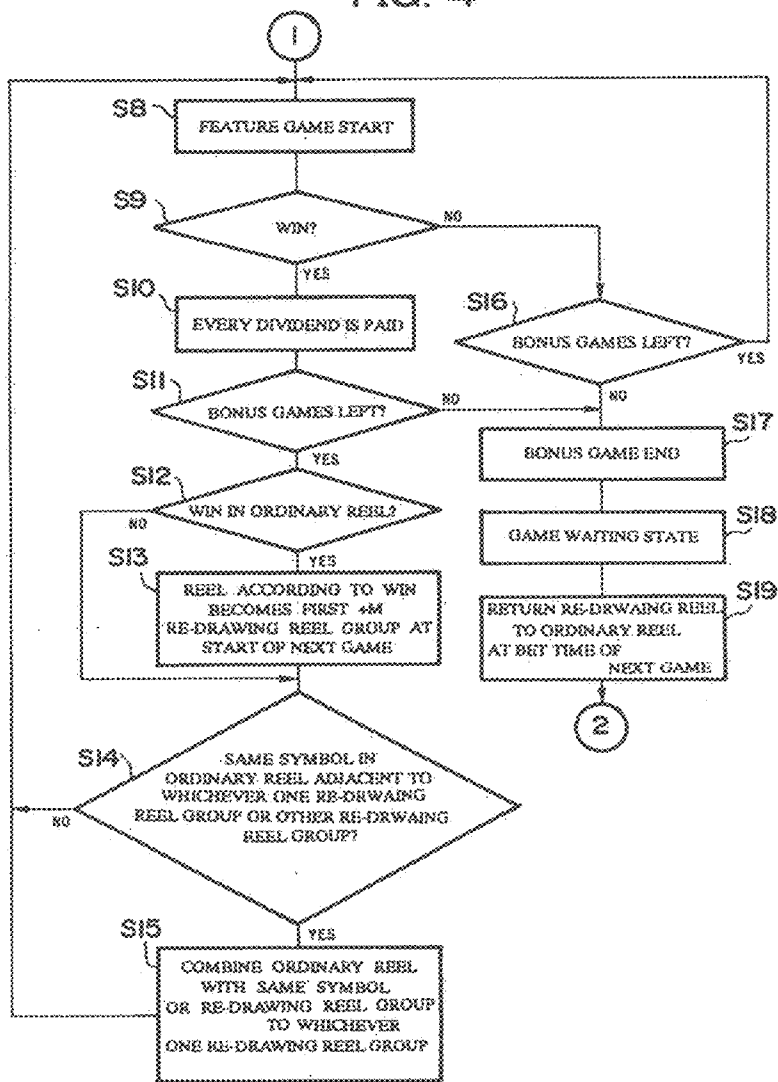 FIG. 4
1
S8
FEATURE GAME START
S9
WIN?
NO
YES
S10
EVERY DIVIDEND IS PAID
S16
BONUS GAMES LEFT?
YES
NO
S11
BONUS GAMES LEFT?
NO
YES
S17
BONUS GAME END
S12
WIN IN ORDINARY REEL?
NO
YES
S18
GAME WAITING STATE
S13
REEL ACCORDING TO WIN
BECOMES FIRST +M
RE-DRAWING REEL GROUP AT
START OF NEXT GAME
S19
RETURN RE-DRWAING REEL
TO ORDINARY REEL
AT BET TIME OF
NEXT GAME
2
S14
SAME SYMBOL IN
ORDINARY REEL ADJACENT TO
WHICHEVER ONE RE-DRWAING
REEL GROUP OR OTHER RE-DRWAING
REEL GROUP?
NO
YES
S15
COMBINE ORDINARY REEL
WITH SAME SYMBOL
OR RE-DRAWING REEL GROUP
TO WHICHEVER
ONE RE-DRAWING REEL GROUP